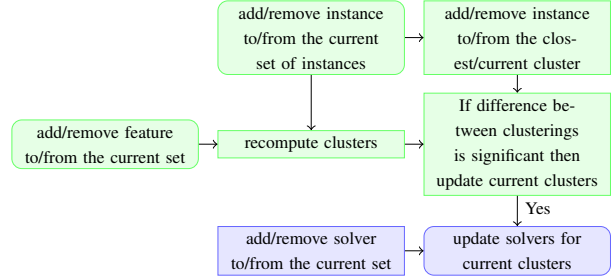 add/remove instance
to/from the current
set of instances
add/remove instance
to/from the clos-
est/current cluster
add/remove feature
to/from the current set
recompute clusters
If difference be-
tween clusterings
is significant then
update current clusters
Yes
add/remove solver
to/from the current set
update solvers for
current clusters